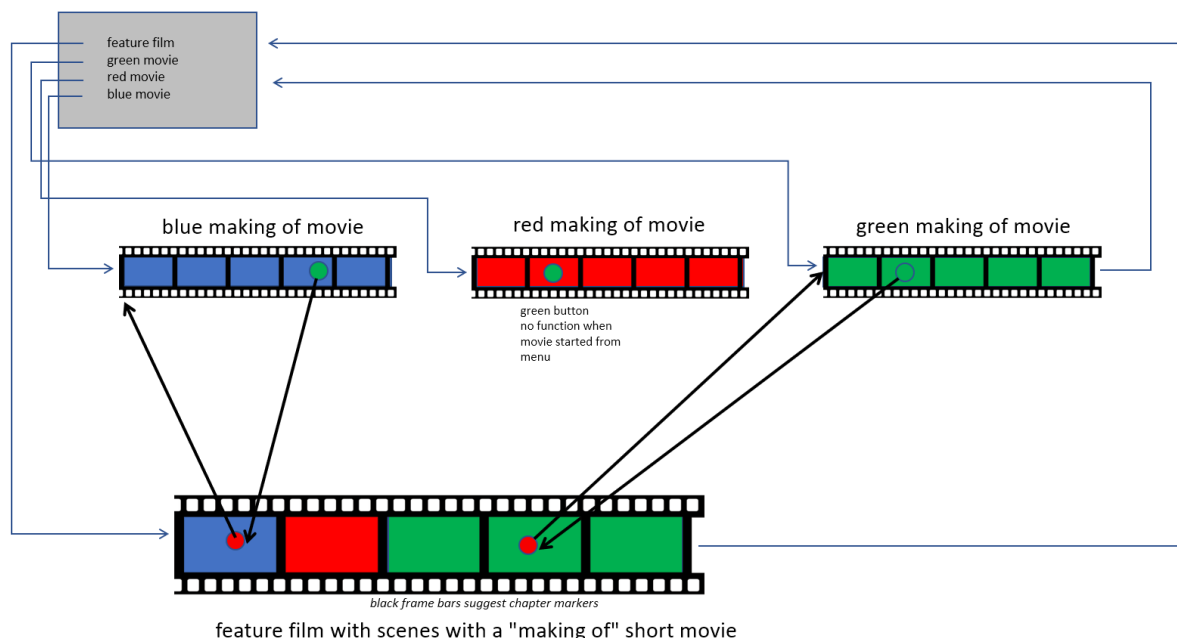 feature film
green movie
red movie
blue movie
blue making of movie
red making of movie
green making of movie
green button
no function when
movie started from
menu
black frame bars suggest chapter markers
feature film with scenes with a "making of" short movie